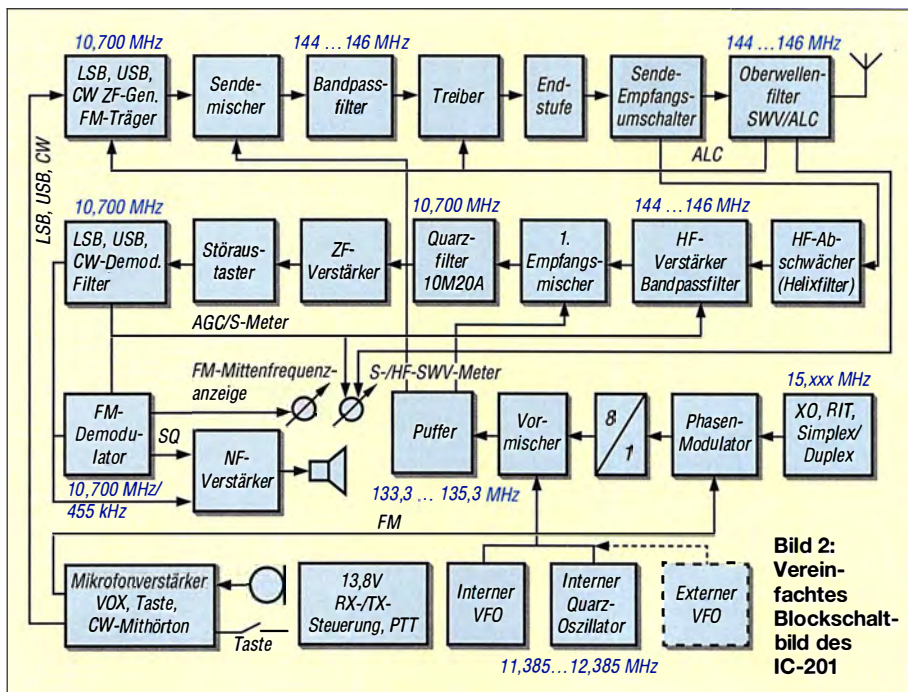 10,700 MHz
144 ... 146 MHz
144 ... 146 MHz
LSB, USB,
CW ZF-Gen.
FM-Träger
Sende-
mischer
Bandpass-
filter
Treiber
End-
stufe
Sende-
Empfangs-
umschalter
Oberwellen-
filter
SWV/ALC
ALC
LSB, USB, CW
10,700 MHz
10,700 MHz
144 ... 146 MHz
LSB, USB,
CW-Demod.
Filter
Störaus-
taster
ZF-
Verstärker
Quarz-
filter
10M20A
1.
Empfangs-
mischer
HF-
Verstärker
Bandpassfilter
HF-Ab-
schwächer
(Helixfilter)
AGC/S-Meter
FM-Mittenfrequenz-
anzeige
S-/HF-SWV-Meter
15,xxx MHz
FM-
Demodu-
lator
SQ
NF-
Verstärker
Puffer
Vor-
mischer
8
1
Phasen-
Modulator
XO, RIT,
Simplex/
Duplex
10,700 MHz/
455 kHz
133,3 ... 135,3 MHz
FM
Mikrofonverstärker
VOX, Taste,
CW-Mithörton
Taste
13,8V
RX-/TX-
Steuerung, PTT
Interner
VFO
Interner
Quarz-
Oszillator
Externer
VFO
11,385...12,385 MHz
Bild 2:
Verein-
fachtes
Blockschalt-
bild des
IC-201